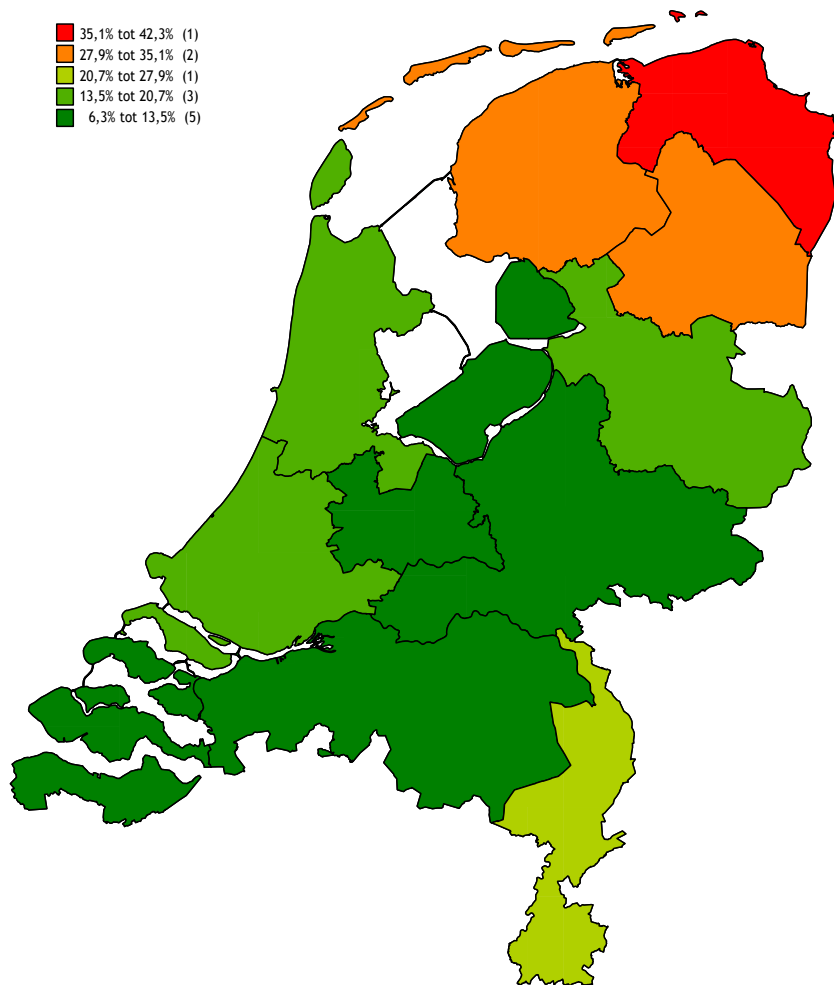 35,1% tot 42,3% (1)
27,9% tot 35,1% (2)
20,7% tot 27,9% (1)
13,5% tot 20,7% (3)
6,3% tot 13,5% (5)